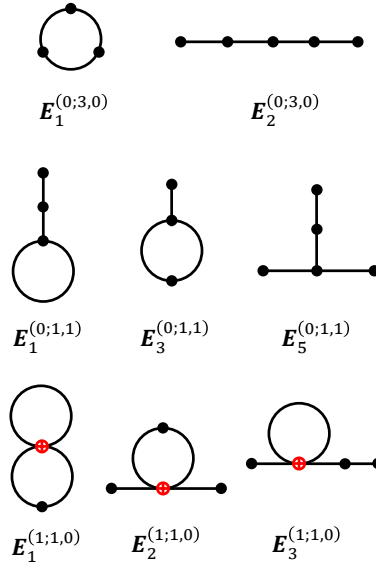 E_1^{(0;3,0)} E_2^{(0;3,0)}
E_1^{(0;1,1)} E_3^{(0;1,1)} E_5^{(0;1,1)}
E_1^{(1;1,0)} E_2^{(1;1,0)} E_3^{(1;1,0)}